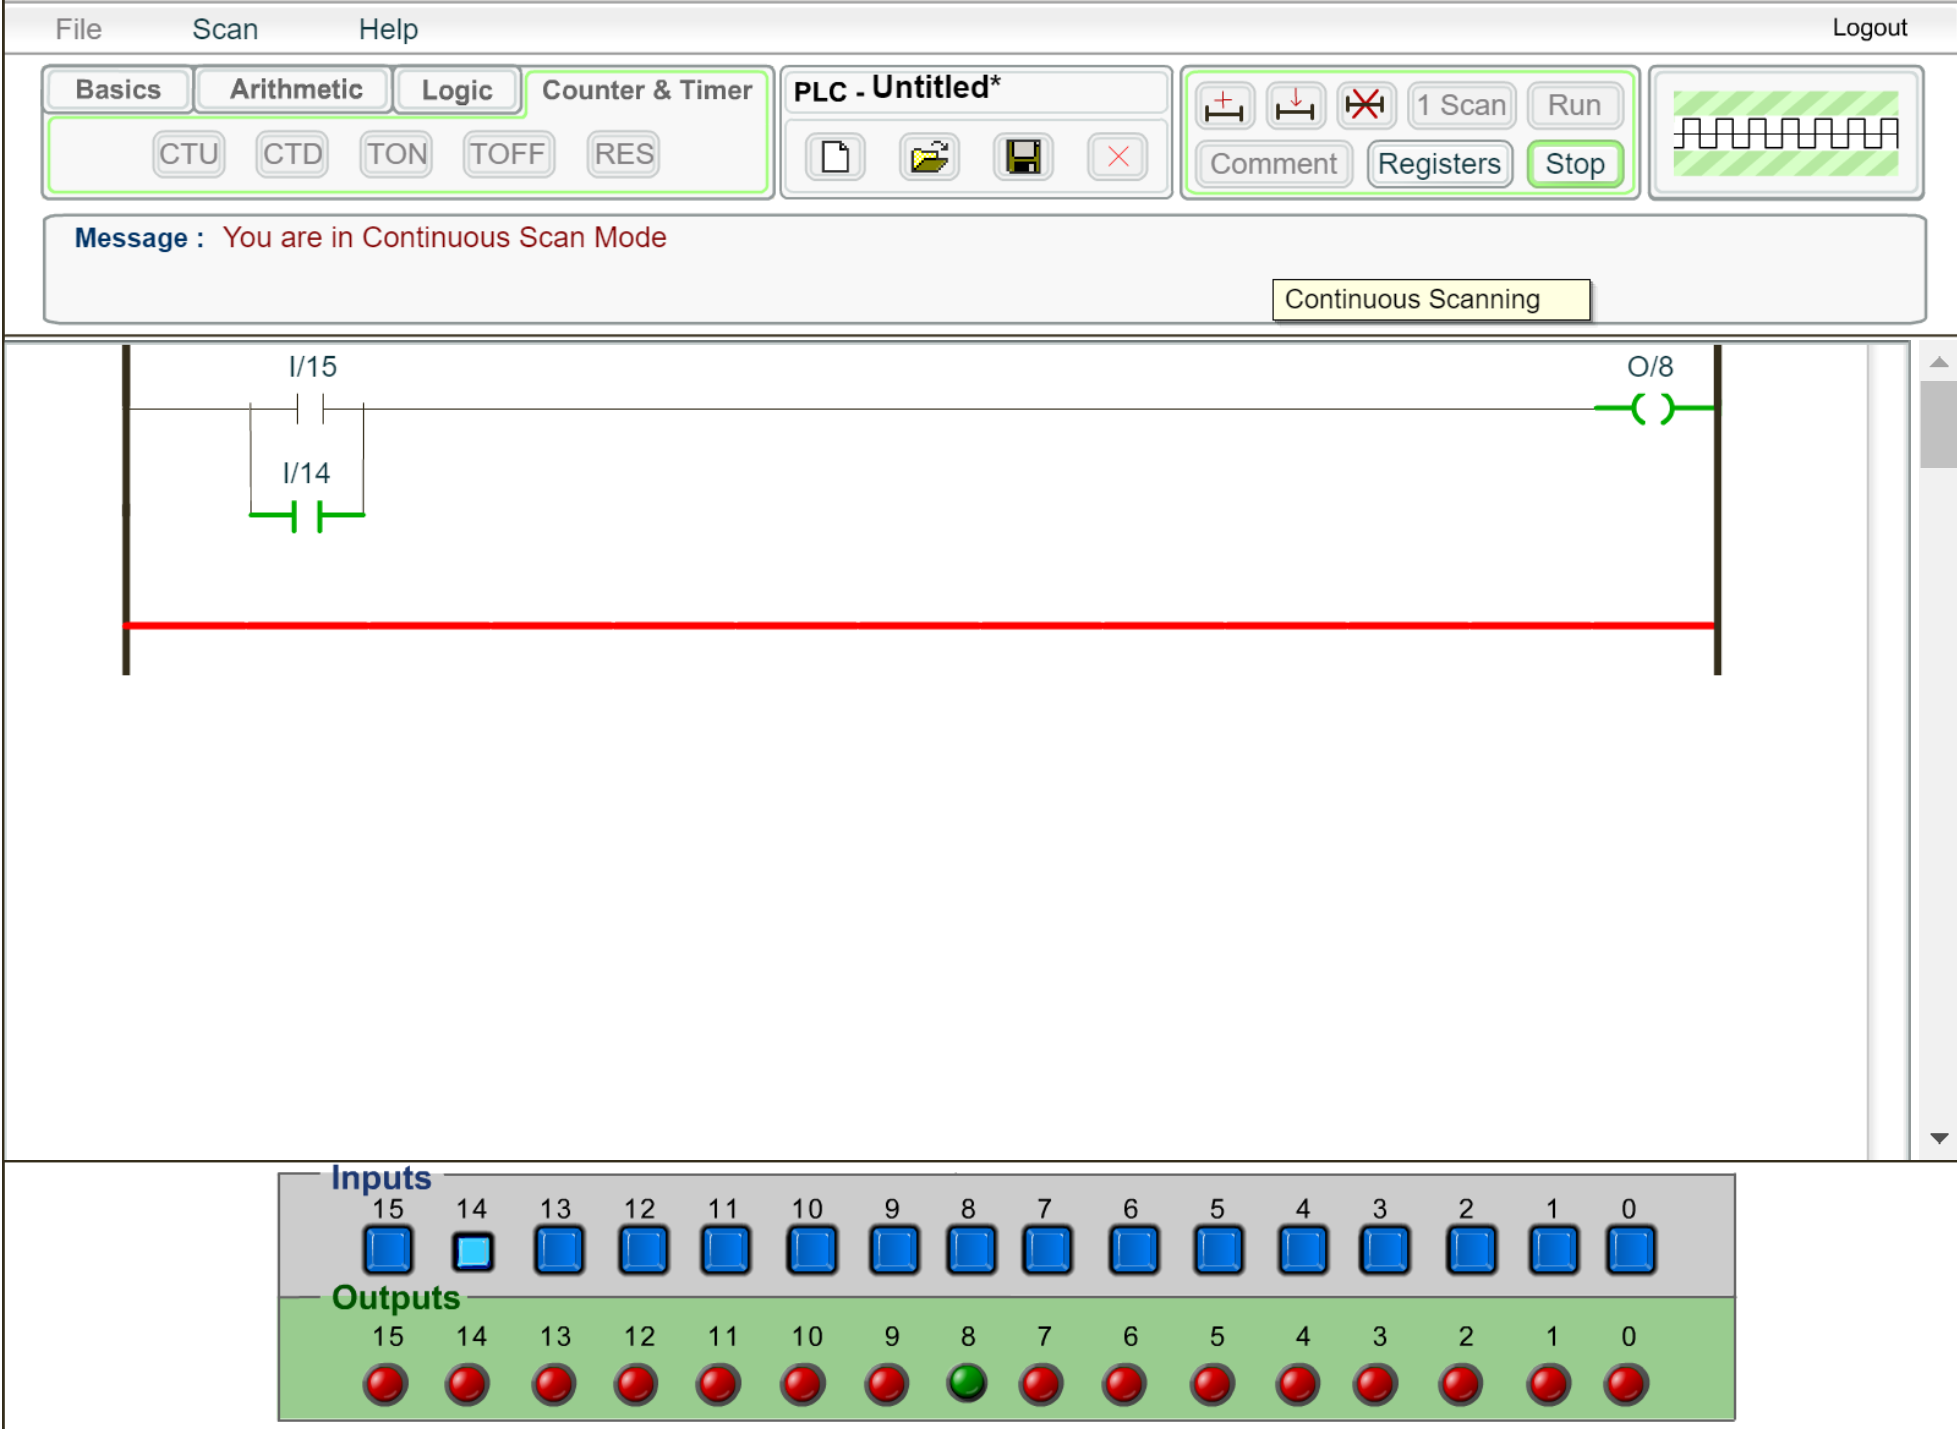 File Scan Help Logout
Basics Arithmetic Logic Counter & Timer
CTU CTD TON TOFF RES
PLC - Untitled*
1 Scan Run
Comment Registers Stop
Message : You are in Continuous Scan Mode
Continuous Scanning
I/15 O/8
I/14
Inputs
15 14 13 12 11 10 9 8 7 6 5 4 3 2 1 0
Outputs
15 14 13 12 11 10 9 8 7 6 5 4 3 2 1 0